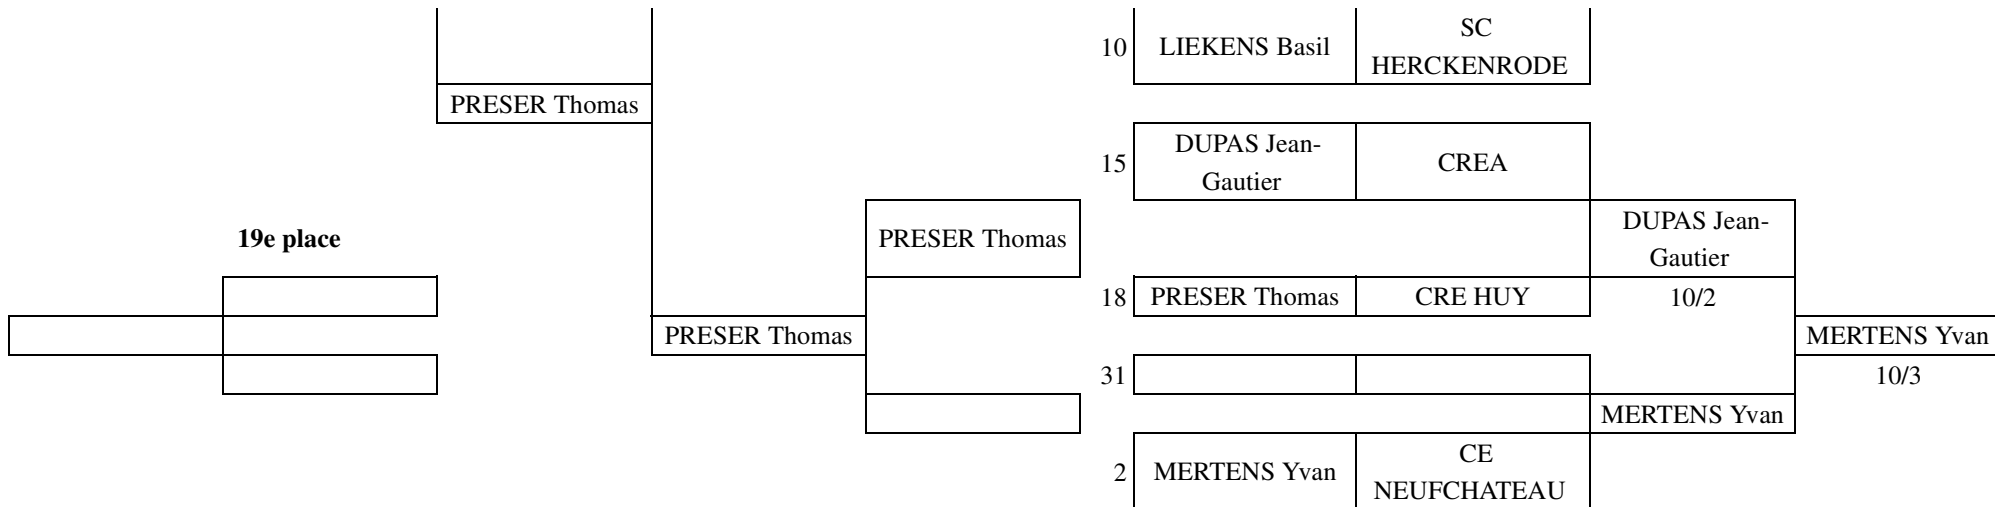 10
LIEKENS Basil
SC
HERCKENRODE
PRESER Thomas
15
DUPAS Jean-
Gautier
CREA
19e place
PRESER Thomas
DUPAS Jean-
Gautier
18
PRESER Thomas
CRE HUY
10/2
PRESER Thomas
MERTENS Yvan
31
10/3
MERTENS Yvan
2
MERTENS Yvan
CE
NEUFCHATEAU